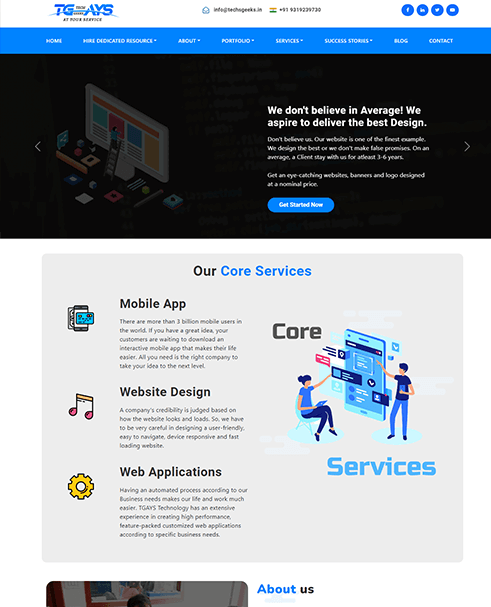 TGAYS
TECH
GEEKS
AT YOUR SERVICE
info@techsgeeks.in
+91 9319239730
HOME
HIRE DEDICATED RESOURCE
ABOUT
PORTFOLIO
SERVICES
SUCCESS STORIES
BLOG
CONTACT
We don't believe in Average! We
aspire to deliver the best Design.
Don't believe us. Our website is one of the finest example.
We design the best or we don't make false promises. On an
average, a Client stay with us for atleast 3-6 years.
Get an eye-catching websites, banners and logo designed
at a nominal price.
Get Started Now
Our Core Services
Mobile App
There are more than 3 billion mobile users in
the world. If you have a great idea, your
customers are waiting to download an
interactive mobile app that makes their life
easier. All you need is the right company to
take your idea to the next level.
Website Design
A company's credibility is judged based on
how the website looks and loads. So, we have
to be very careful in designing a user-friendly,
easy to navigate, device responsive and fast
loading website.
Web Applications
Having an automated process according to our
Business needs makes our life and work much
easier. TGAYS Technology has an extensive
experience in creating high performance,
feature-packed customized web applications
according to specific business needs.
Core
Services
About us